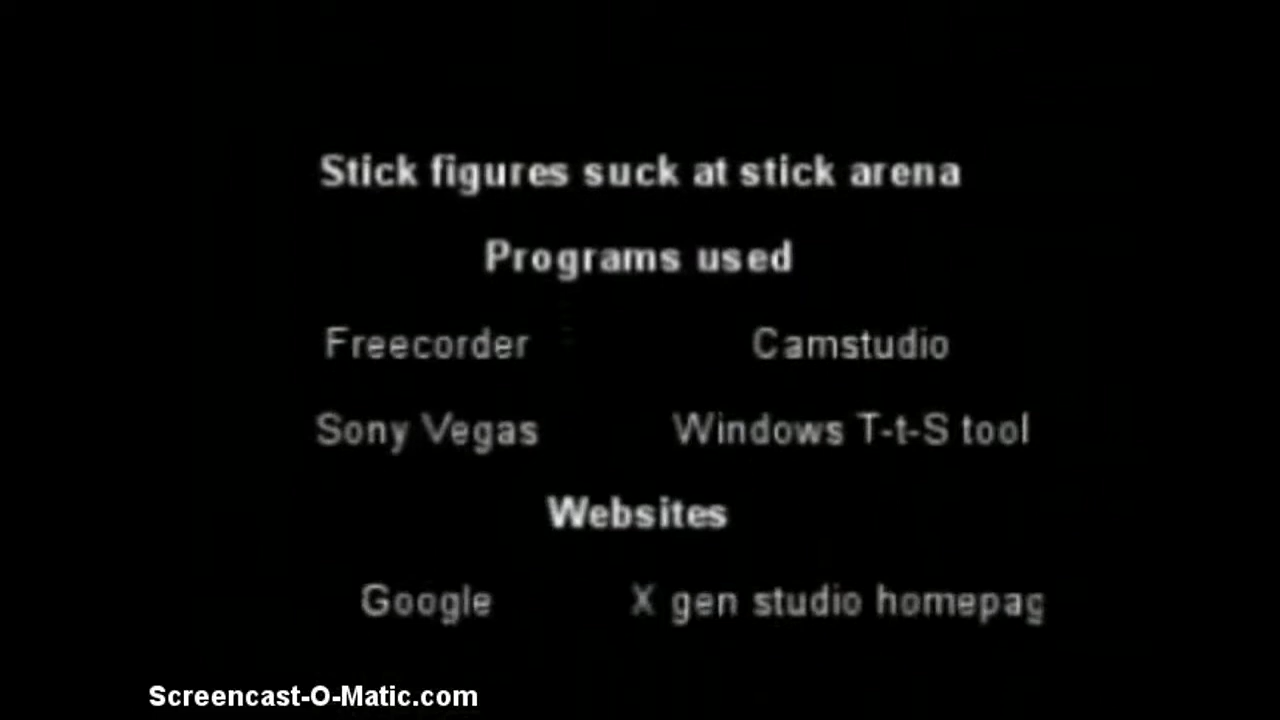 Stick figures suck at stick arena
Programs used
Freecorder Camstudio
Sony Vegas Windows T-t-S tool
Websites
Google X gen studio homepag
Screencast-O-Matic.com